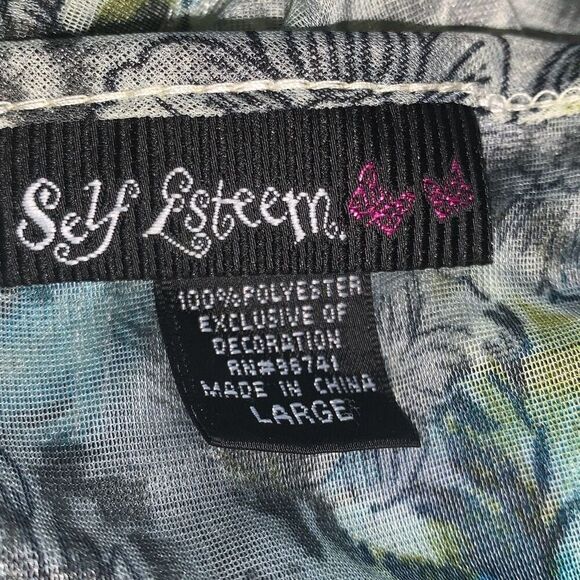 Self Esteem.
100% POLYESTER
EXCLUSIVE OF
DECORATION
RN#96741
MADE IN CHINA
LARGE